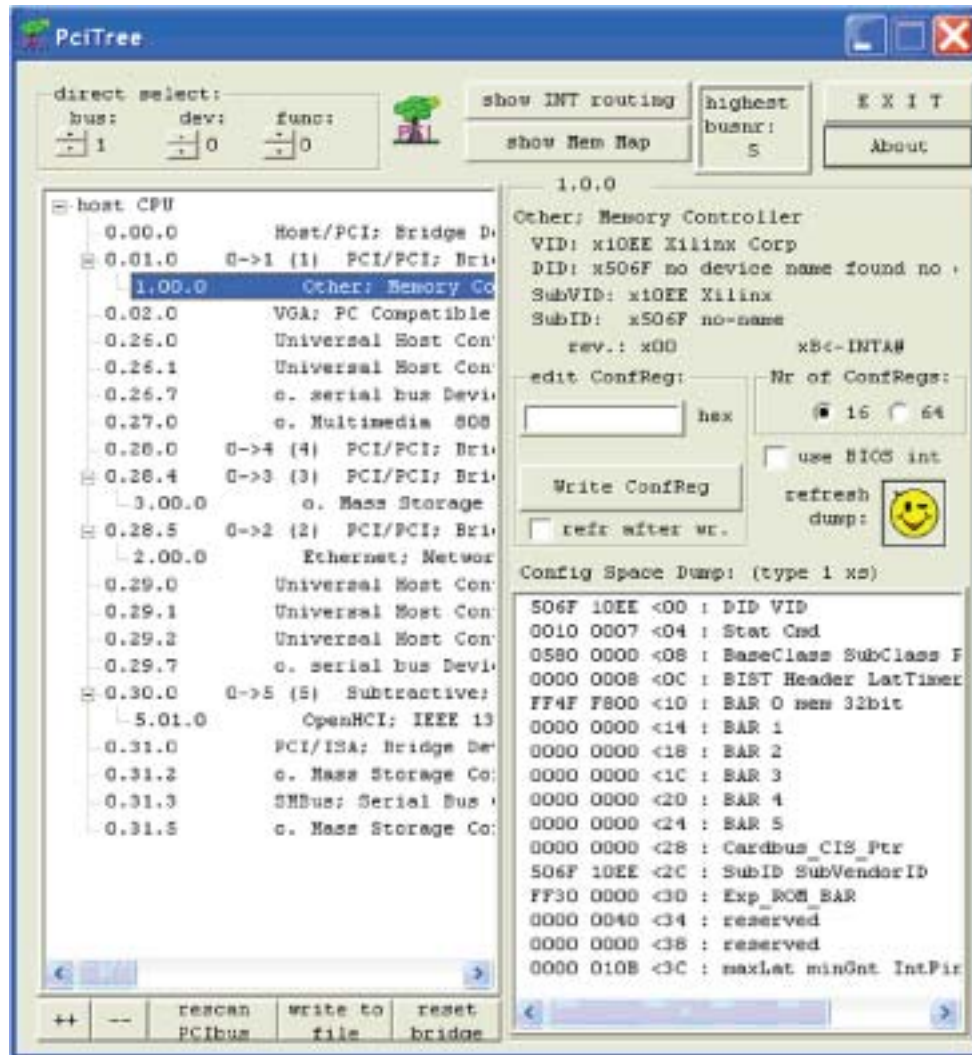 PciTree
direct select:
bus: dev: func:
1 0 0
PCI
show INT routing
show Mem Map
highest
busnr:
5
E X I T
About
host CPU
0.00.0 Host/PCI; Bridge D
0.01.0 0->1 (1) PCI/PCI; Bri
1.00.0 Other; Memory Co
0.02.0 VGA; PC Compatible
0.26.0 Universal Host Con
0.26.1 Universal Host Con
0.26.7 o. serial bus Devi
0.27.0 o. Multimedia 808
0.28.0 0->4 (4) PCI/PCI; Bri
0.28.4 0->3 (3) PCI/PCI; Bri
3.00.0 o. Mass Storage
0.28.5 0->2 (2) PCI/PCI; Bri
2.00.0 Ethernet; Networ
0.29.0 Universal Host Con
0.29.1 Universal Host Con
0.29.2 Universal Host Con
0.29.7 o. serial bus Devi
0.30.0 0->5 (5) Subtractive;
5.01.0 OpenHCI; IEEE 13
0.31.0 PCI/ISA; Bridge De
0.31.2 o. Mass Storage Co
0.31.3 SMBus; Serial Bus
0.31.5 o. Mass Storage Co
++ -- rescan PCIbus write to file reset bridge
1.0.0
Other; Memory Controller
VID: x10EE Xilinx Corp
DID: x506F no device name found no
SubVID: x10EE Xilinx
SubID: x506F no-name
rev.: x00 xB<-INTA#
edit ConfReg:
hex
Nr of ConfRegs:
16 64
use BIOS int
Write ConfReg
refresh
dump:
refr after wr.
Config Space Dump: (type 1 xs)
506F 10EE <00 : DID VID
0010 0007 <04 : Stat Cmd
0580 0000 <08 : BaseClass SubClass P
0000 0008 <0C : BIST Header LatTimer
FF4F F800 <10 : BAR 0 mem 32bit
0000 0000 <14 : BAR 1
0000 0000 <18 : BAR 2
0000 0000 <1C : BAR 3
0000 0000 <20 : BAR 4
0000 0000 <24 : BAR 5
0000 0000 <28 : Cardbus_CIS_Ptr
506F 10EE <2C : SubID SubVendorID
FF30 0000 <30 : Exp_ROM_BAR
0000 0040 <34 : reserved
0000 0000 <38 : reserved
0000 010B <3C : maxLat minGnt IntPin